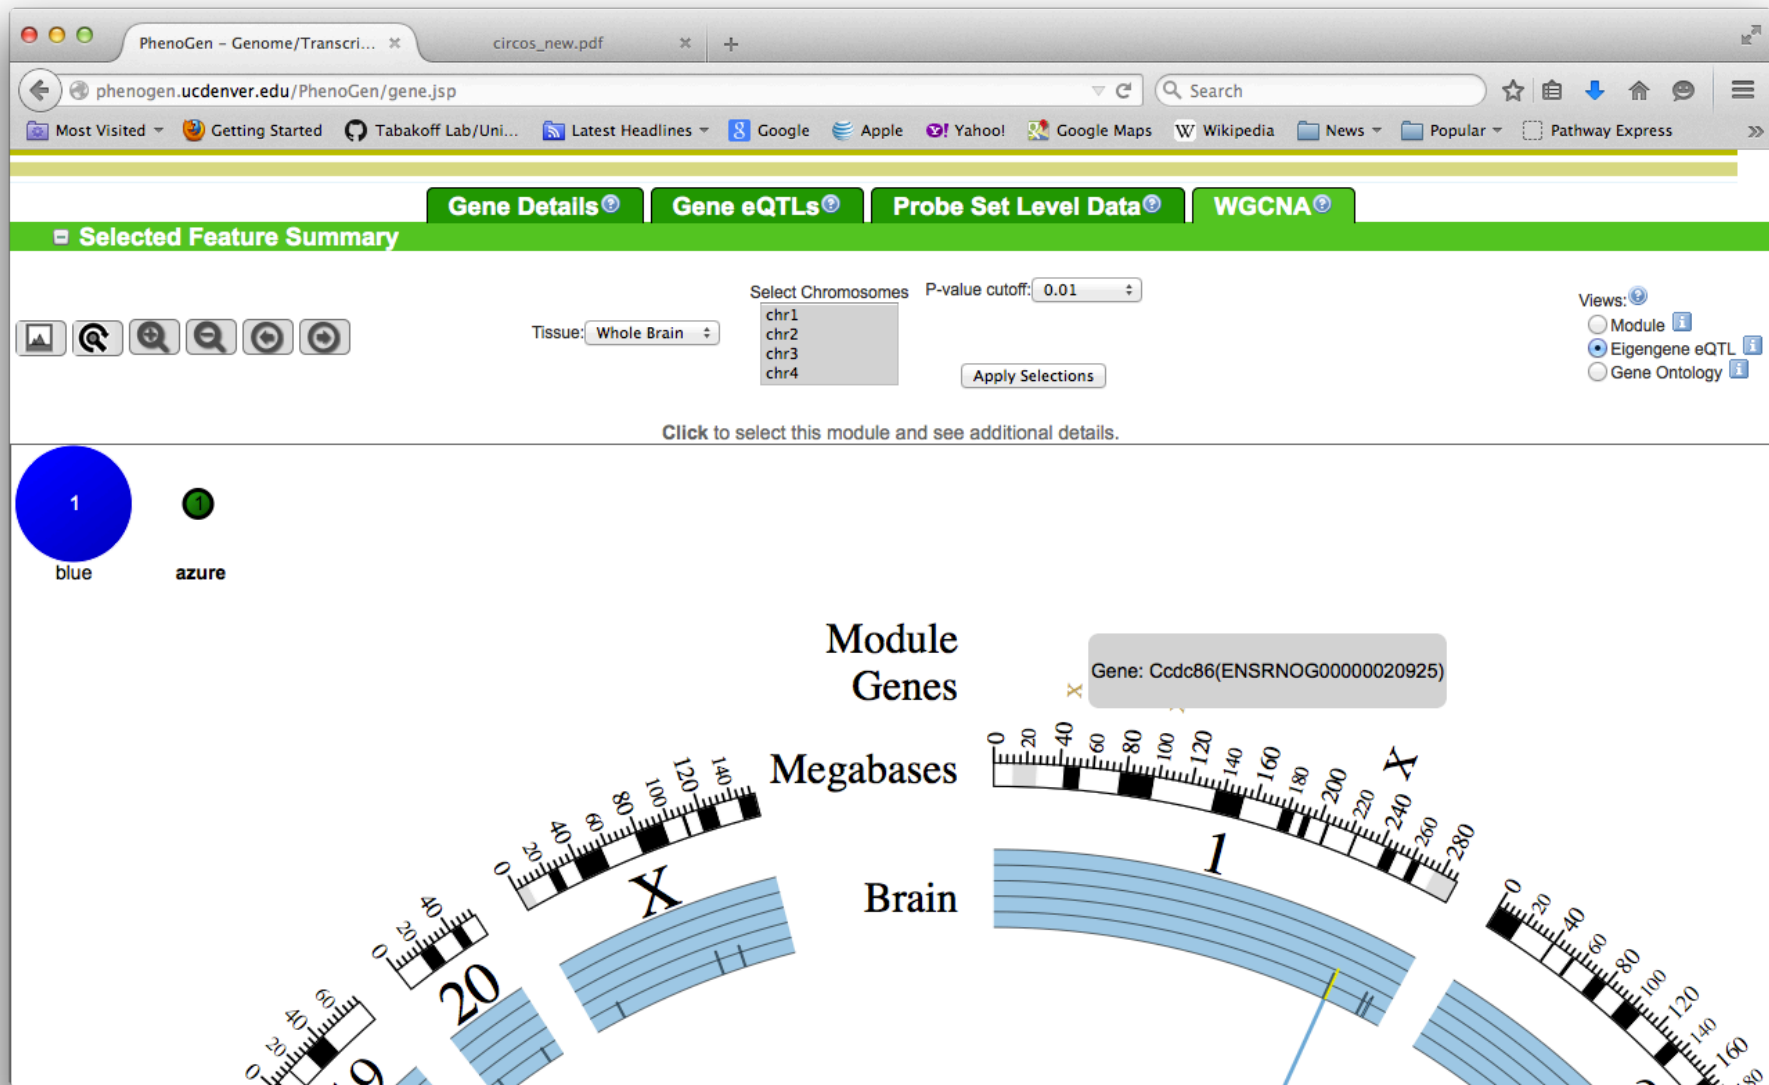 PhenoGen – Genome/Transcri...
circos_new.pdf
phenogen.ucdenver.edu/PhenoGen/gene.jsp
Search
Most Visited
Getting Started
Tabakoff Lab/Uni...
Latest Headlines
Google
Apple
Yahoo!
Google Maps
Wikipedia
News
Popular
Pathway Express
Gene Details
Gene eQTLs
Probe Set Level Data
WGCNA
Selected Feature Summary
Select Chromosomes
P-value cutoff: 0.01
Tissue: Whole Brain
chr1
chr2
chr3
chr4
Apply Selections
Views:
Module
Eigengene eQTL
Gene Ontology
Click to select this module and see additional details.
1
1
blue
azure
Module
Genes
x
Gene: Ccdc86(ENSRNOG00000020925)
Megabases
0 20 40 60 80 100 120 140 160 180 200 220 240 260 280
X
1
Brain
0 20 40 60 80 100 120 140
X
0 20 40
20
0 20 40 60
19
0 20 40 60 80 100 120 140 160